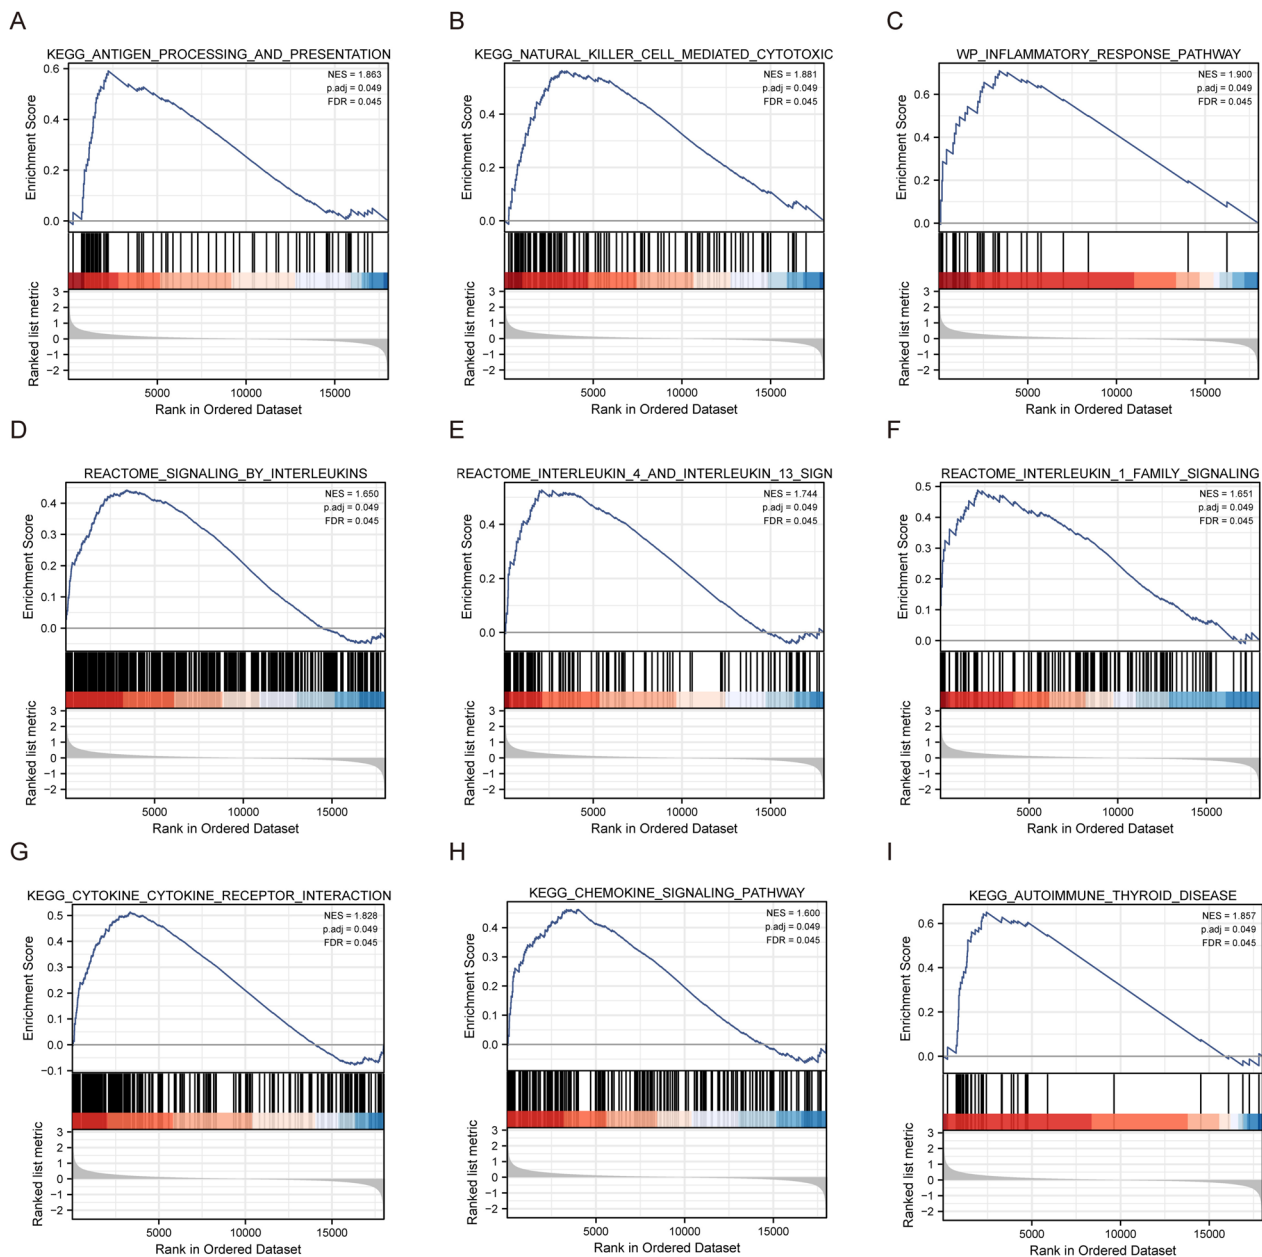 A
KEGG_ANTIGEN_PROCESSING_AND_PRESENTATION
NES = 1.863
p.adj = 0.049
FDR = 0.045
Enrichment Score
0.6
0.4
0.2
0.0
Ranked list metric
3
2
1
0
−1
−2
5000 10000 15000
Rank in Ordered Dataset
B
KEGG_NATURAL_KILLER_CELL_MEDIATED_CYTOTOXIC
NES = 1.881
p.adj = 0.049
FDR = 0.045
Enrichment Score
0.4
0.2
0.0
Ranked list metric
3
2
1
0
−1
−2
5000 10000 15000
Rank in Ordered Dataset
C
WP_INFLAMMATORY_RESPONSE_PATHWAY
NES = 1.900
p.adj = 0.049
FDR = 0.045
Enrichment Score
0.6
0.4
0.2
0.0
Ranked list metric
3
2
1
0
−1
−2
5000 10000 15000
Rank in Ordered Dataset
D
REACTOME_SIGNALING_BY_INTERLEUKINS
NES = 1.650
p.adj = 0.049
FDR = 0.045
Enrichment Score
0.4
0.3
0.2
0.1
0.0
Ranked list metric
3
2
1
0
−1
−2
5000 10000 15000
Rank in Ordered Dataset
E
REACTOME_INTERLEUKIN_4_AND_INTERLEUKIN_13_SIGN
NES = 1.744
p.adj = 0.049
FDR = 0.045
Enrichment Score
0.4
0.2
0.0
Ranked list metric
3
2
1
0
−1
−2
5000 10000 15000
Rank in Ordered Dataset
F
REACTOME_INTERLEUKIN_1_FAMILY_SIGNALING
NES = 1.651
p.adj = 0.049
FDR = 0.045
Enrichment Score
0.5
0.4
0.3
0.2
0.1
0.0
Ranked list metric
3
2
1
0
−1
−2
5000 10000 15000
Rank in Ordered Dataset
G
KEGG_CYTOKINE_CYTOKINE_RECEPTOR_INTERACTION
NES = 1.828
p.adj = 0.049
FDR = 0.045
Enrichment Score
0.5
0.4
0.3
0.2
0.1
0.0
−0.1
Ranked list metric
3
2
1
0
−1
−2
5000 10000 15000
Rank in Ordered Dataset
H
KEGG_CHEMOKINE_SIGNALING_PATHWAY
NES = 1.600
p.adj = 0.049
FDR = 0.045
Enrichment Score
0.4
0.3
0.2
0.1
0.0
Ranked list metric
3
2
1
0
−1
−2
5000 10000 15000
Rank in Ordered Dataset
I
KEGG_AUTOIMMUNE_THYROID_DISEASE
NES = 1.857
p.adj = 0.049
FDR = 0.045
Enrichment Score
0.6
0.4
0.2
0.0
Ranked list metric
3
2
1
0
−1
−2
5000 10000 15000
Rank in Ordered Dataset